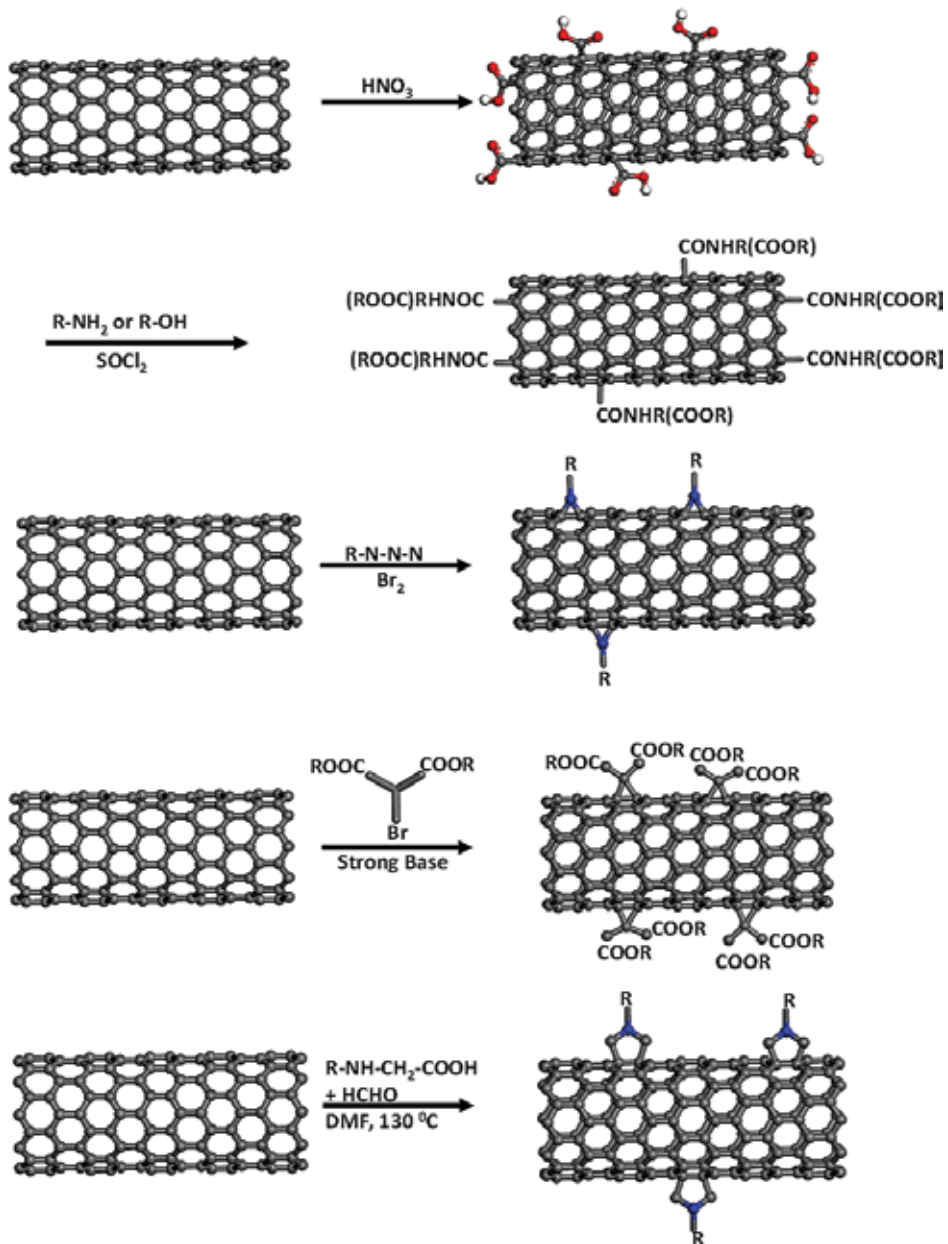 HNO₃
CONHR(COOR)
(ROOC)RHNOC
CONHR(COOR]
R-NH₂ or R-OH
SOCl₂
(ROOC)RHNOC
CONHR(COOR]
CONHR(COOR)
R
R
R-N-N-N
Br₂
R
ROOC
COOR
Br
Strong Base
COOR
COOR
ROOC
COOR
COOR
COOR
COOR
COOR
R
R
R-NH-CH₂-COOH
+ HCHO
DMF, 130 ⁰C
R